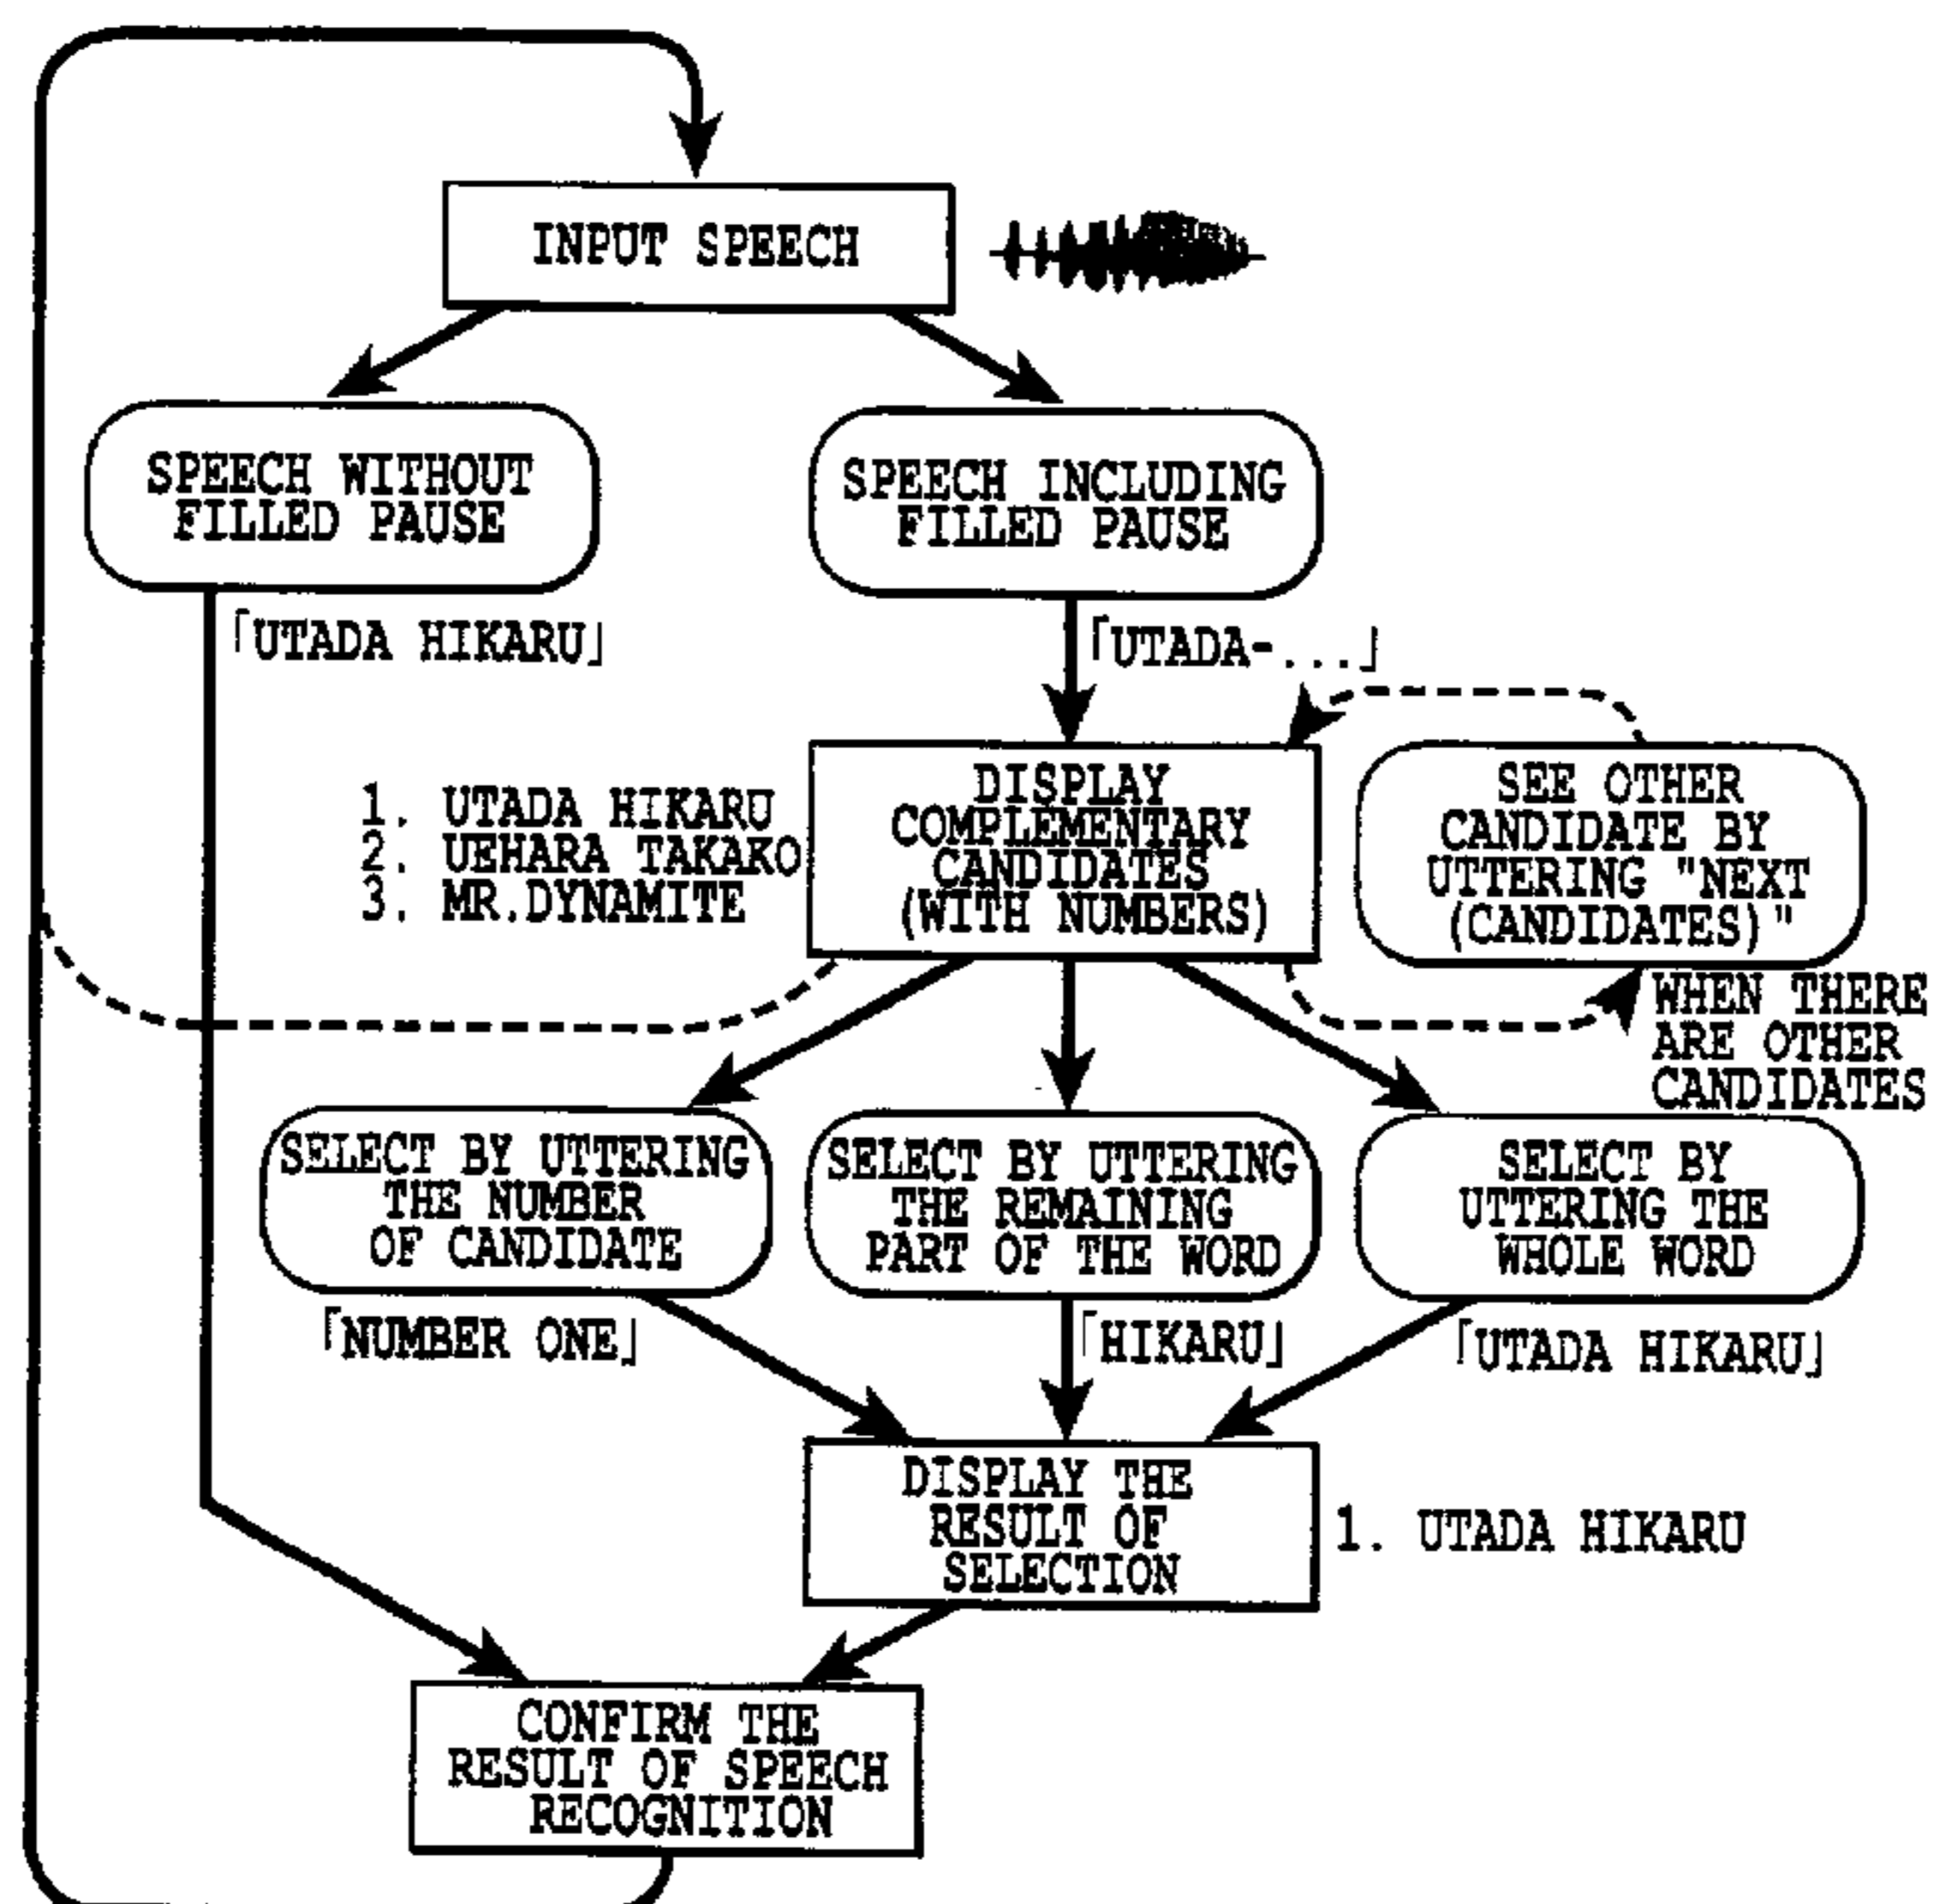 INPUT SPEECH
SPEECH WITHOUT
FILLED PAUSE
SPEECH INCLUDING
FILLED PAUSE
「UTADA HIKARU」
「UTADA-...」
1. UTADA HIKARU
2. UEHARA TAKAKO
3. MR.DYNAMITE
DISPLAY
COMPLEMENTARY
CANDIDATES
(WITH NUMBERS)
SEE OTHER
CANDIDATE BY
UTTERING "NEXT
(CANDIDATES)"
WHEN THERE
ARE OTHER
CANDIDATES
SELECT BY UTTERING
THE NUMBER
OF CANDIDATE
SELECT BY UTTERING
THE REMAINING
PART OF THE WORD
SELECT BY
UTTERING THE
WHOLE WORD
「NUMBER ONE」
「HIKARU」
「UTADA HIKARU」
DISPLAY THE
RESULT OF
SELECTION
1. UTADA HIKARU
CONFIRM THE
RESULT OF SPEECH
RECOGNITION